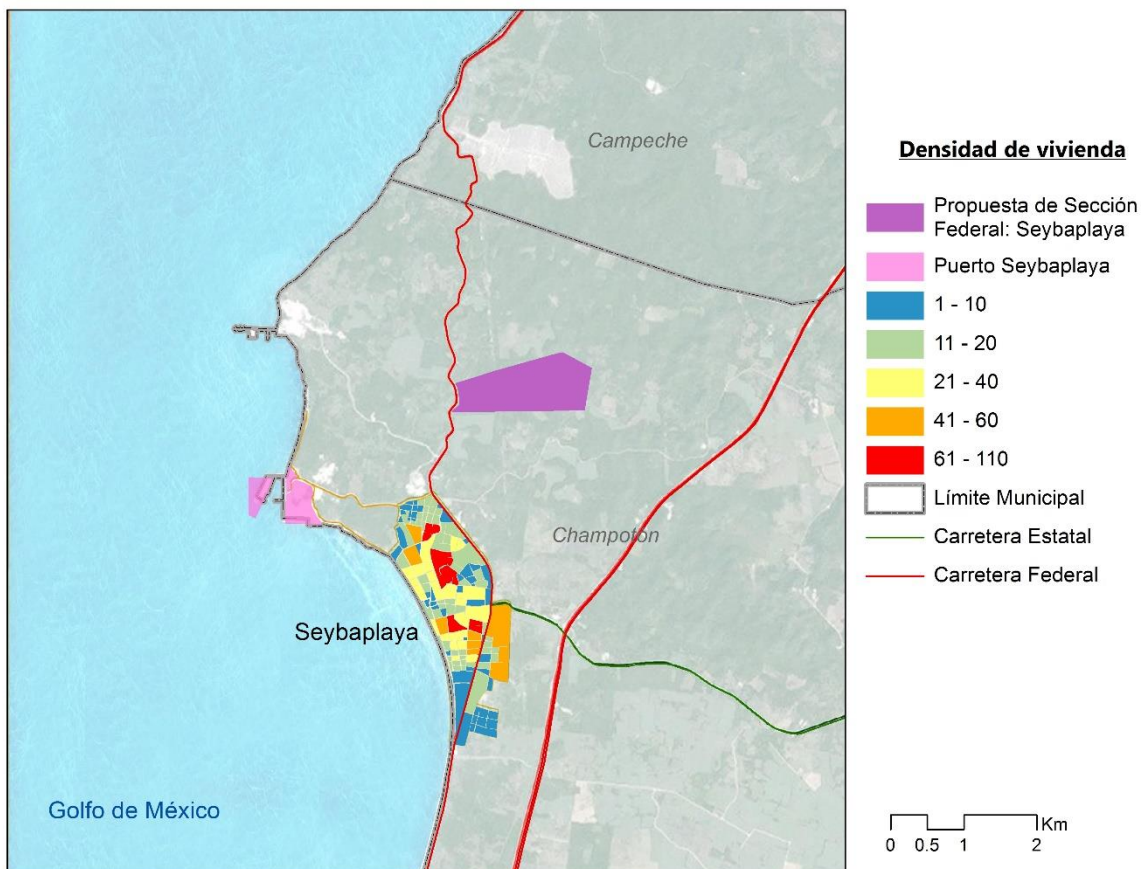 Campeche
Champotón
Seybaplaya
Golfo de México
Densidad de vivienda
Propuesta de Sección
Federal: Seybaplaya
Puerto Seybaplaya
1 - 10
11 - 20
21 - 40
41 - 60
61 - 110
Límite Municipal
Carretera Estatal
Carretera Federal
Km
0 0.5 1 2